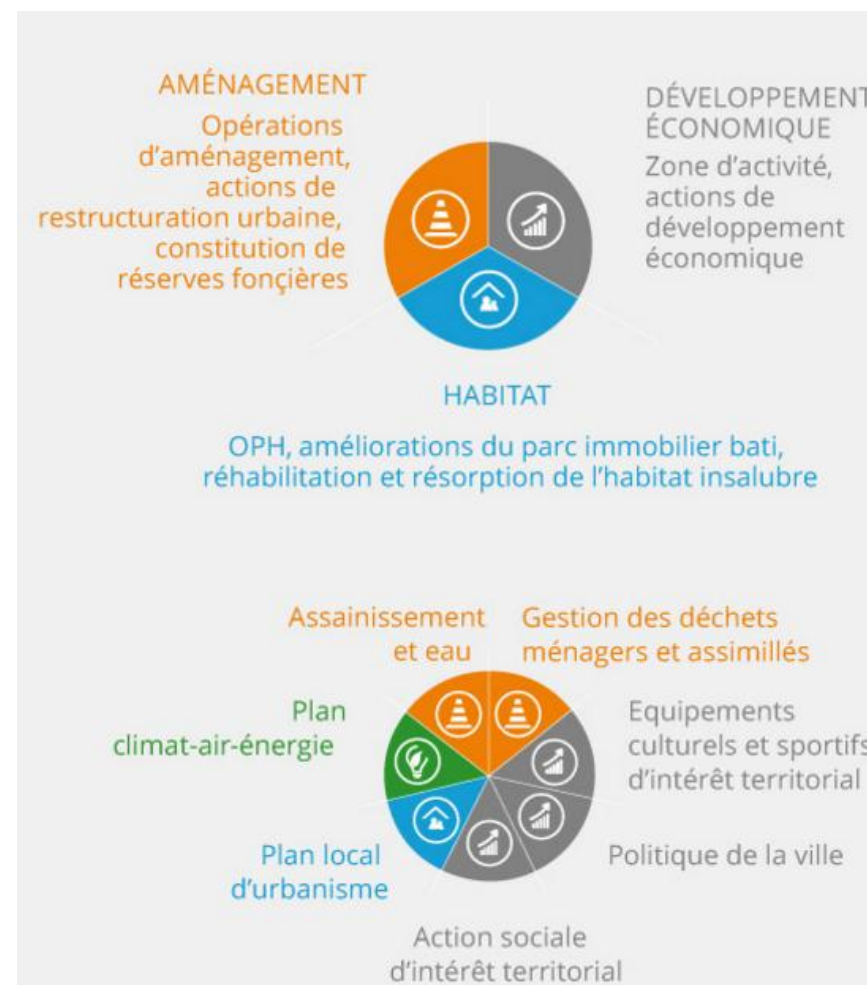 AMÉNAGEMENT
Opérations
d'aménagement,
actions de
restructuration urbaine,
constitution de
réserves fonçières
DÉVELOPPEMENT
ÉCONOMIQUE
Zone d'activité,
actions de
développement
économique
HABITAT
OPH, améliorations du parc immobilier bati,
réhabilitation et résorption de l'habitat insalubre
Assainissement
et eau
Gestion des déchets
ménagers et assimillés
Plan
climat-air-énergie
Equipements
culturels et sportifs
d'intérêt territorial
Plan local
d'urbanisme
Politique de la ville
Action sociale
d'intérêt territorial